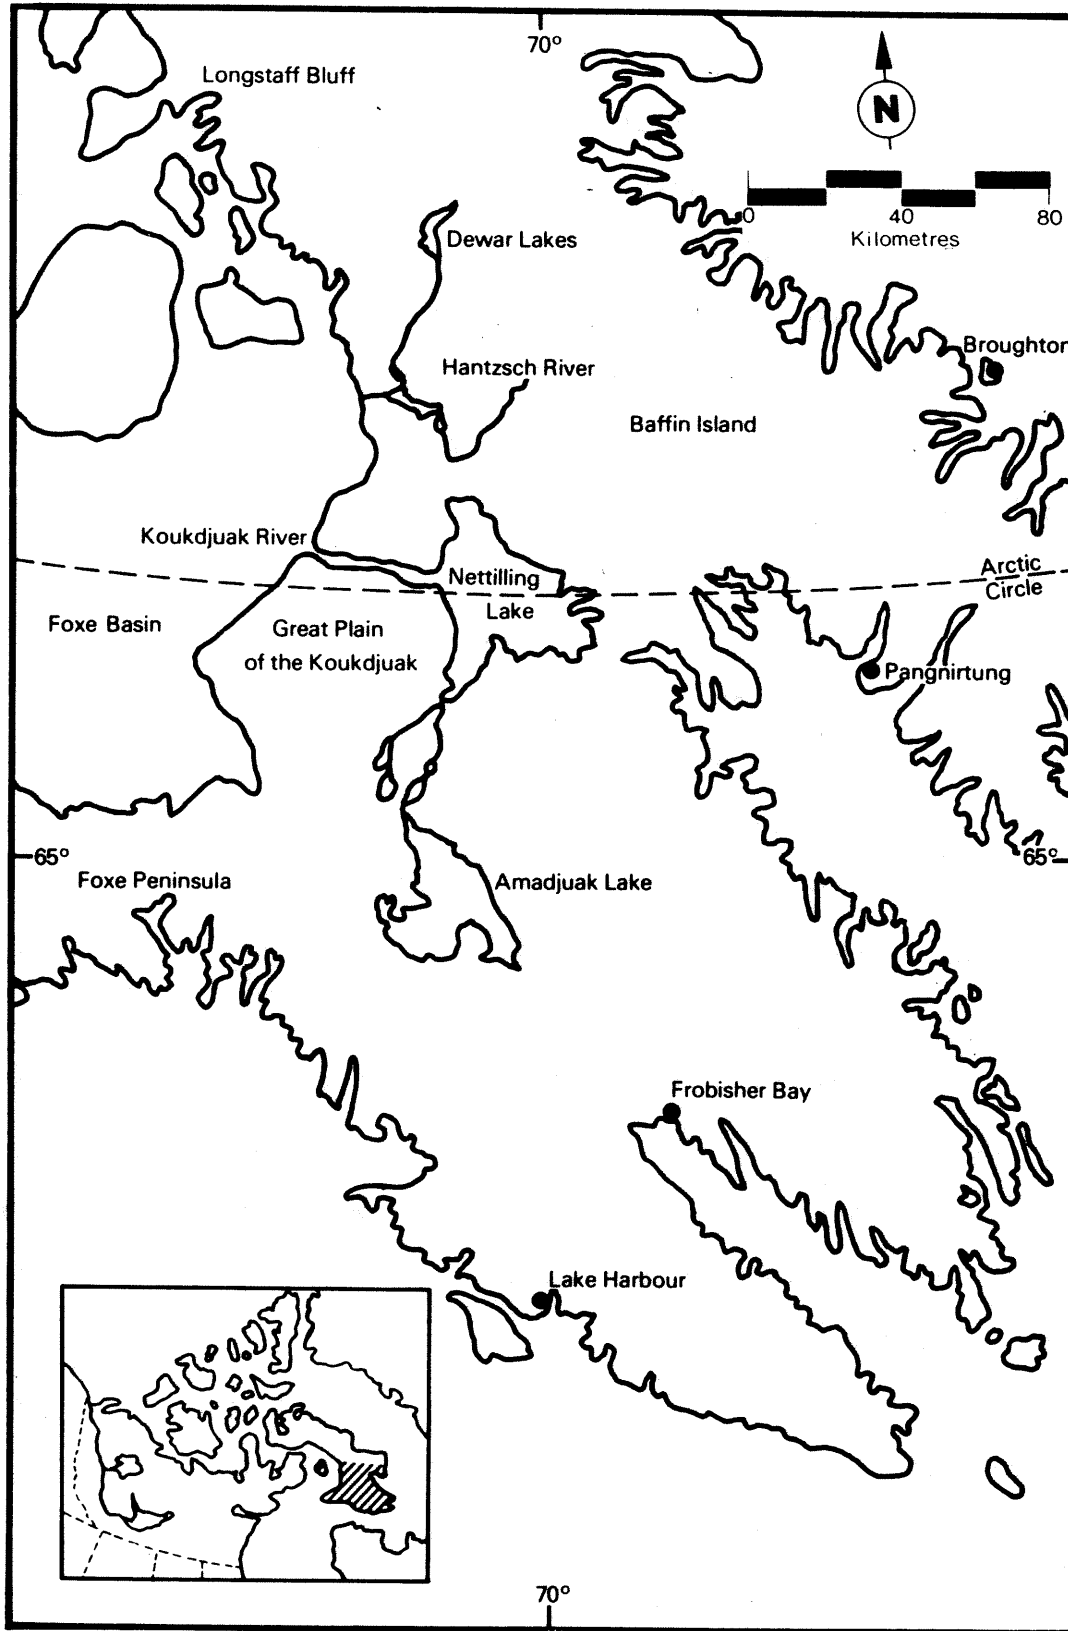 70°
Longstaff Bluff
N
0 40 80
Kilometres
Dewar Lakes
Broughton
Hantzsch River
Baffin Island
Koukdjuak River
Nettilling
Lake
Arctic
Circle
Foxe Basin
Great Plain
of the Koukdjuak
Pangnirtung
65°
65°
Foxe Peninsula
Amadjuak Lake
Frobisher Bay
Lake Harbour
70°